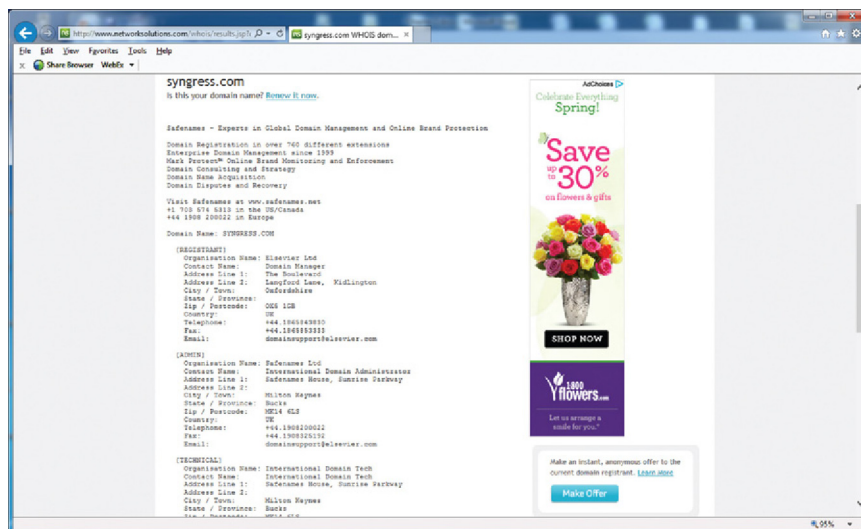 http://www.networksolutions.com/whois/results.jsp?
syngress.com WHOIS dom...
File Edit View Favorites Tools Help
x Share Browser WebEx
syngress.com
Is this your domain name? Renew it now.
Safenames - Experts in Global Domain Management and Online Brand Protection
Domain Registration in over 760 different extensions
Enterprise Domain Management since 1999
Mark Protect™ Online Brand Monitoring and Enforcement
Domain Consulting and Strategy
Domain Name Acquisition
Domain Disputes and Recovery
Visit Safenames at www.safenames.net
+1 703 574 5313 in the US/Canada
+44 1908 200022 in Europe
Domain Name: SYNGRESS.COM
[REGISTRANT]
Organisation Name: Elsevier Ltd
Contact Name: Domain Manager
Address Line 1: The Boulevard
Address Line 2: Langford Lane, Kidlington
City / Town: Oxfordshire
State / Province:
Zip / Postcode: OX5 1GB
Country: UK
Telephone: +44.1865843830
Fax: +44.1865853333
Email: domainsupport@elsevier.com
[ADMIN]
Organisation Name: Safenames Ltd
Contact Name: International Domain Administrator
Address Line 1: Safenames House, Sunrise Parkway
Address Line 2:
City / Town: Milton Keynes
State / Province: Bucks
Zip / Postcode: MK14 6LS
Country: UK
Telephone: +44.1908200022
Fax: +44.1908325192
Email: domainsupport@elsevier.com
[TECHNICAL]
Organisation Name: International Domain Tech
Contact Name: International Domain Tech
Address Line 1: Safenames House, Sunrise Parkway
Address Line 2:
City / Town: Milton Keynes
State / Province: Bucks
Zip / Postcode: MK14 6LS
AdChoices
Celebrate Everything
Spring!
Save
up to 30%
on flowers & gifts
SHOP NOW
1800
flowers.com
Let us arrange a
smile for you.®
Make an instant, anonymous offer to the
current domain registrant. Learn More
Make Offer
95%